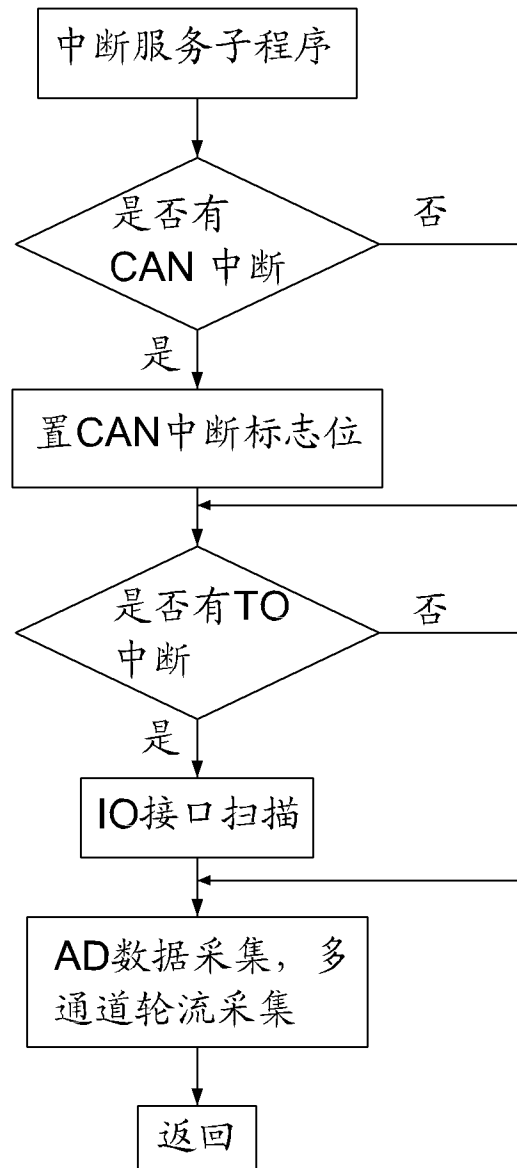 中断服务子程序
是否有
CAN 中断
否
是
置CAN中断标志位
是否有TO
中断
否
是
IO接口扫描
AD数据采集，多
通道轮流采集
返回